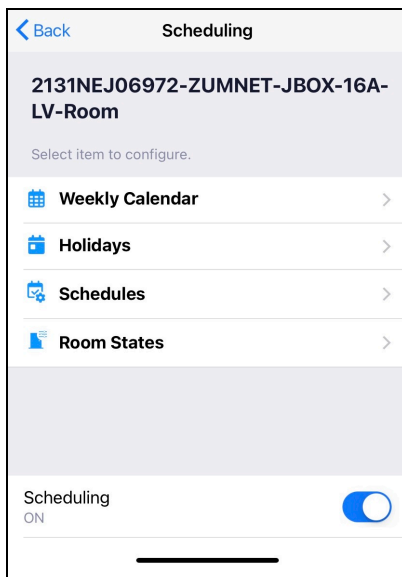 Back
Scheduling
2131NEJ06972-ZUMNET-JBOX-16A-
LV-Room
Select item to configure.
Weekly Calendar
Holidays
Schedules
Room States
Scheduling
ON